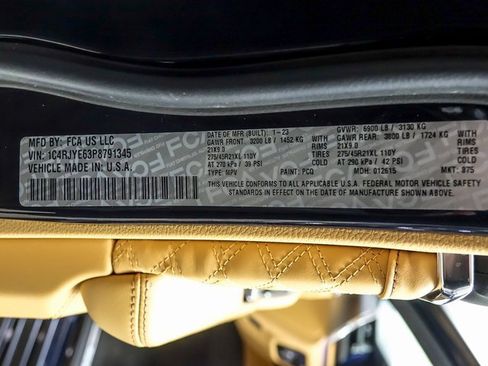 MFD. BY: FCA US LLC
VIN: 1C4RJYE63P8791345
VEHICLE MADE IN: U.S.A.
DATE OF MFR (BUILT): 1-23 GVWR: 6900 LB / 3130 KG
GAWR FRONT: 3200 LB / 1452 KG GAWR REAR: 3800 LB / 1724 KG
21X9.0 21X9.0
275/45R21XL 110Y 275/45R21XL 110Y
AT 270 kPa / 39 PSI COLD AT 290 kPa / 42 PSI COLD
TYPE: MPV PAINT: PCQ MDH: 012615 MKT: 875
THIS VEHICLE CONFORMS TO ALL APPLICABLE U.S.A. FEDERAL MOTOR VEHICLE SAFETY
STANDARDS IN EFFECT ON THE DATE OF MANUFACTURE SHOWN ABOVE.